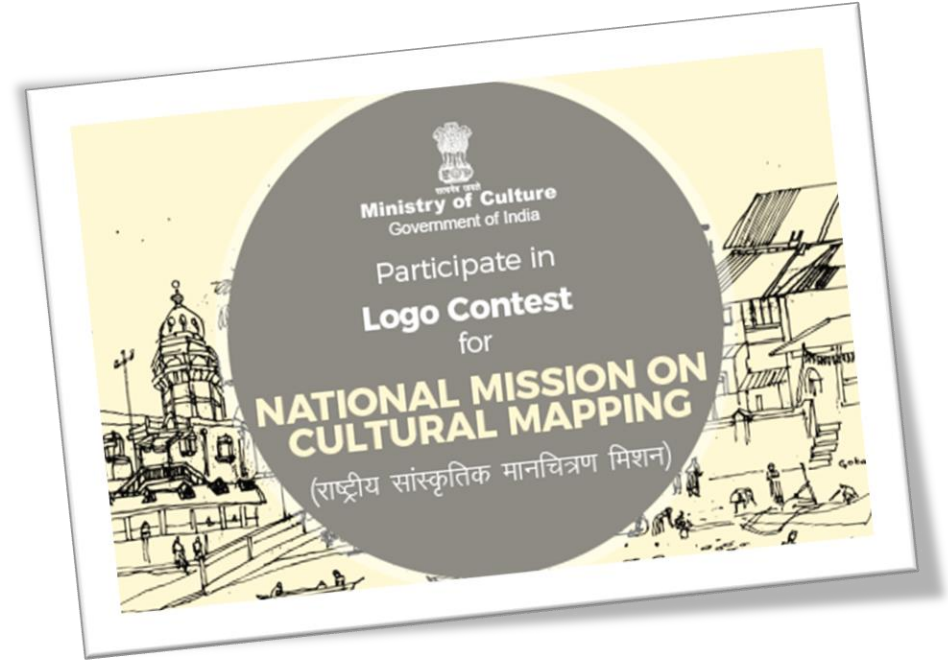 सत्यमेव जयते
Ministry of Culture
Government of India
Participate in
Logo Contest
for
NATIONAL MISSION ON
CULTURAL MAPPING
(राष्ट्रीय सांस्कृतिक मानचित्रण मिशन)